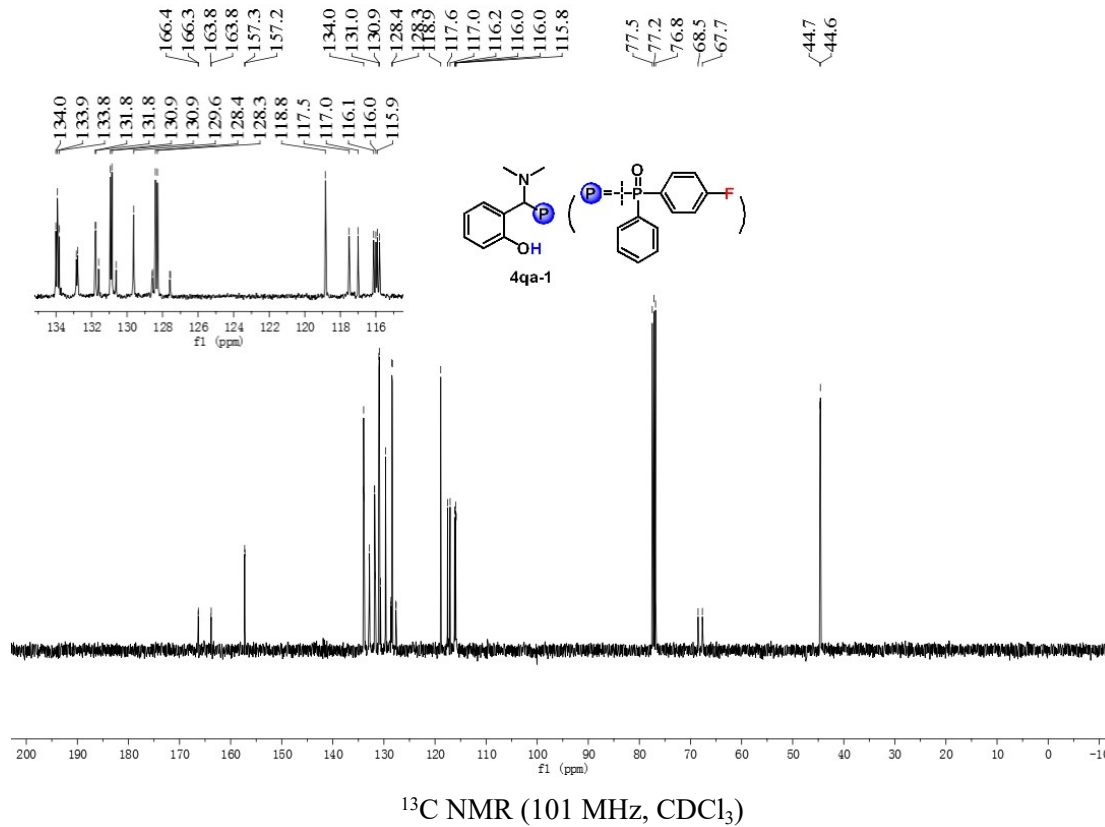 166.4 166.3 163.8 163.8 157.3 157.2 134.0 131.0 130.9 128.4 128.3 118.9 117.6 117.0 116.2 116.0 116.0 115.8 77.5 77.2 76.8 68.5 67.7 44.7 44.6
134.0 133.9 133.8 131.8 131.8 130.9 130.9 129.6 128.4 128.3 118.8 117.5 117.0 116.1 116.0 115.9
N
P
OH
4qa-1
( P = P O F )
134 132 130 128 126 124 122 120 118 116
f1 (ppm)
200 190 180 170 160 150 140 130 120 110 100 90 80 70 60 50 40 30 20 10 0 -10
f1 (ppm)
¹³C NMR (101 MHz, CDCl₃)